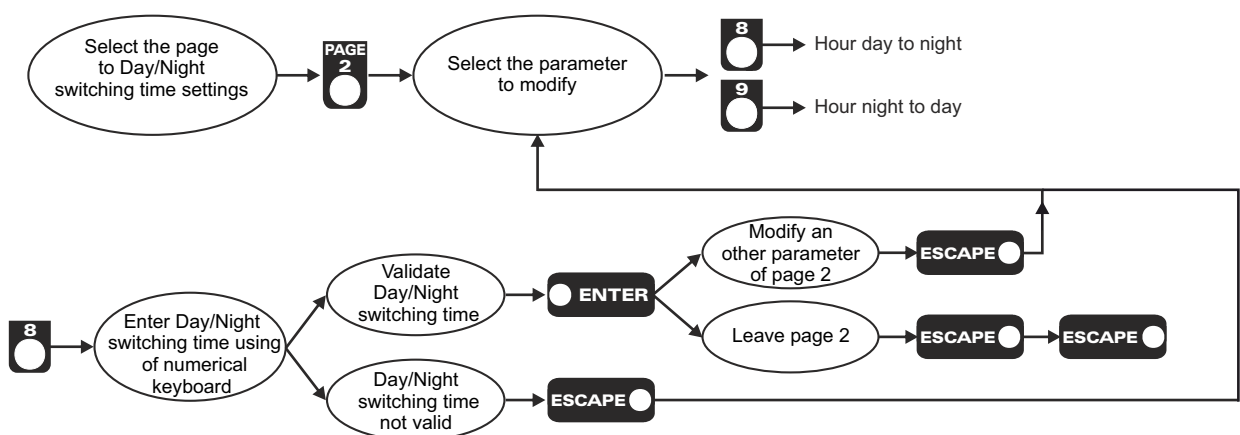 Select the page
to Day/Night
switching time settings
PAGE
2
Select the parameter
to modify
8
Hour day to night
9
Hour night to day
8
Enter Day/Night
switching time using
of numerical
keyboard
Validate
Day/Night
switching time
ENTER
Modify an
other parameter
of page 2
ESCAPE
Leave page 2
ESCAPE
ESCAPE
Day/Night
switching time
not valid
ESCAPE